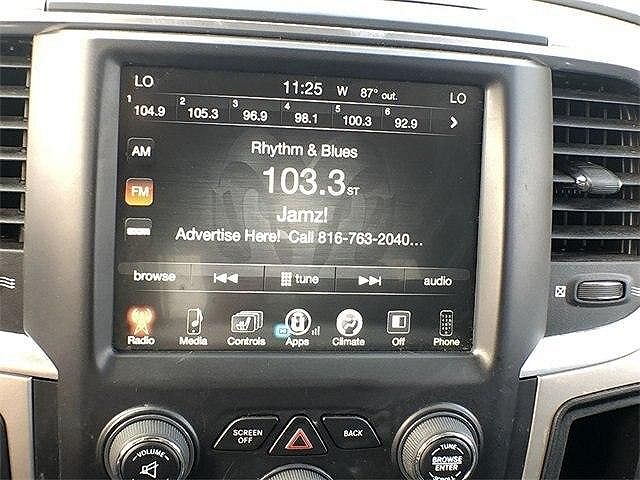 LO 11:25 W 87° out. LO
1 104.9 2 105.3 3 96.9 4 98.1 5 100.3 6 92.9
AM
Rhythm & Blues
FM
103.3 ST
Jamz!
Advertise Here! Call 816-763-2040...
browse tune audio
Radio Media Controls Apps Climate Off Phone
VOLUME
SCREEN OFF
BACK
TUNE
BROWSE
ENTER
SCROLL